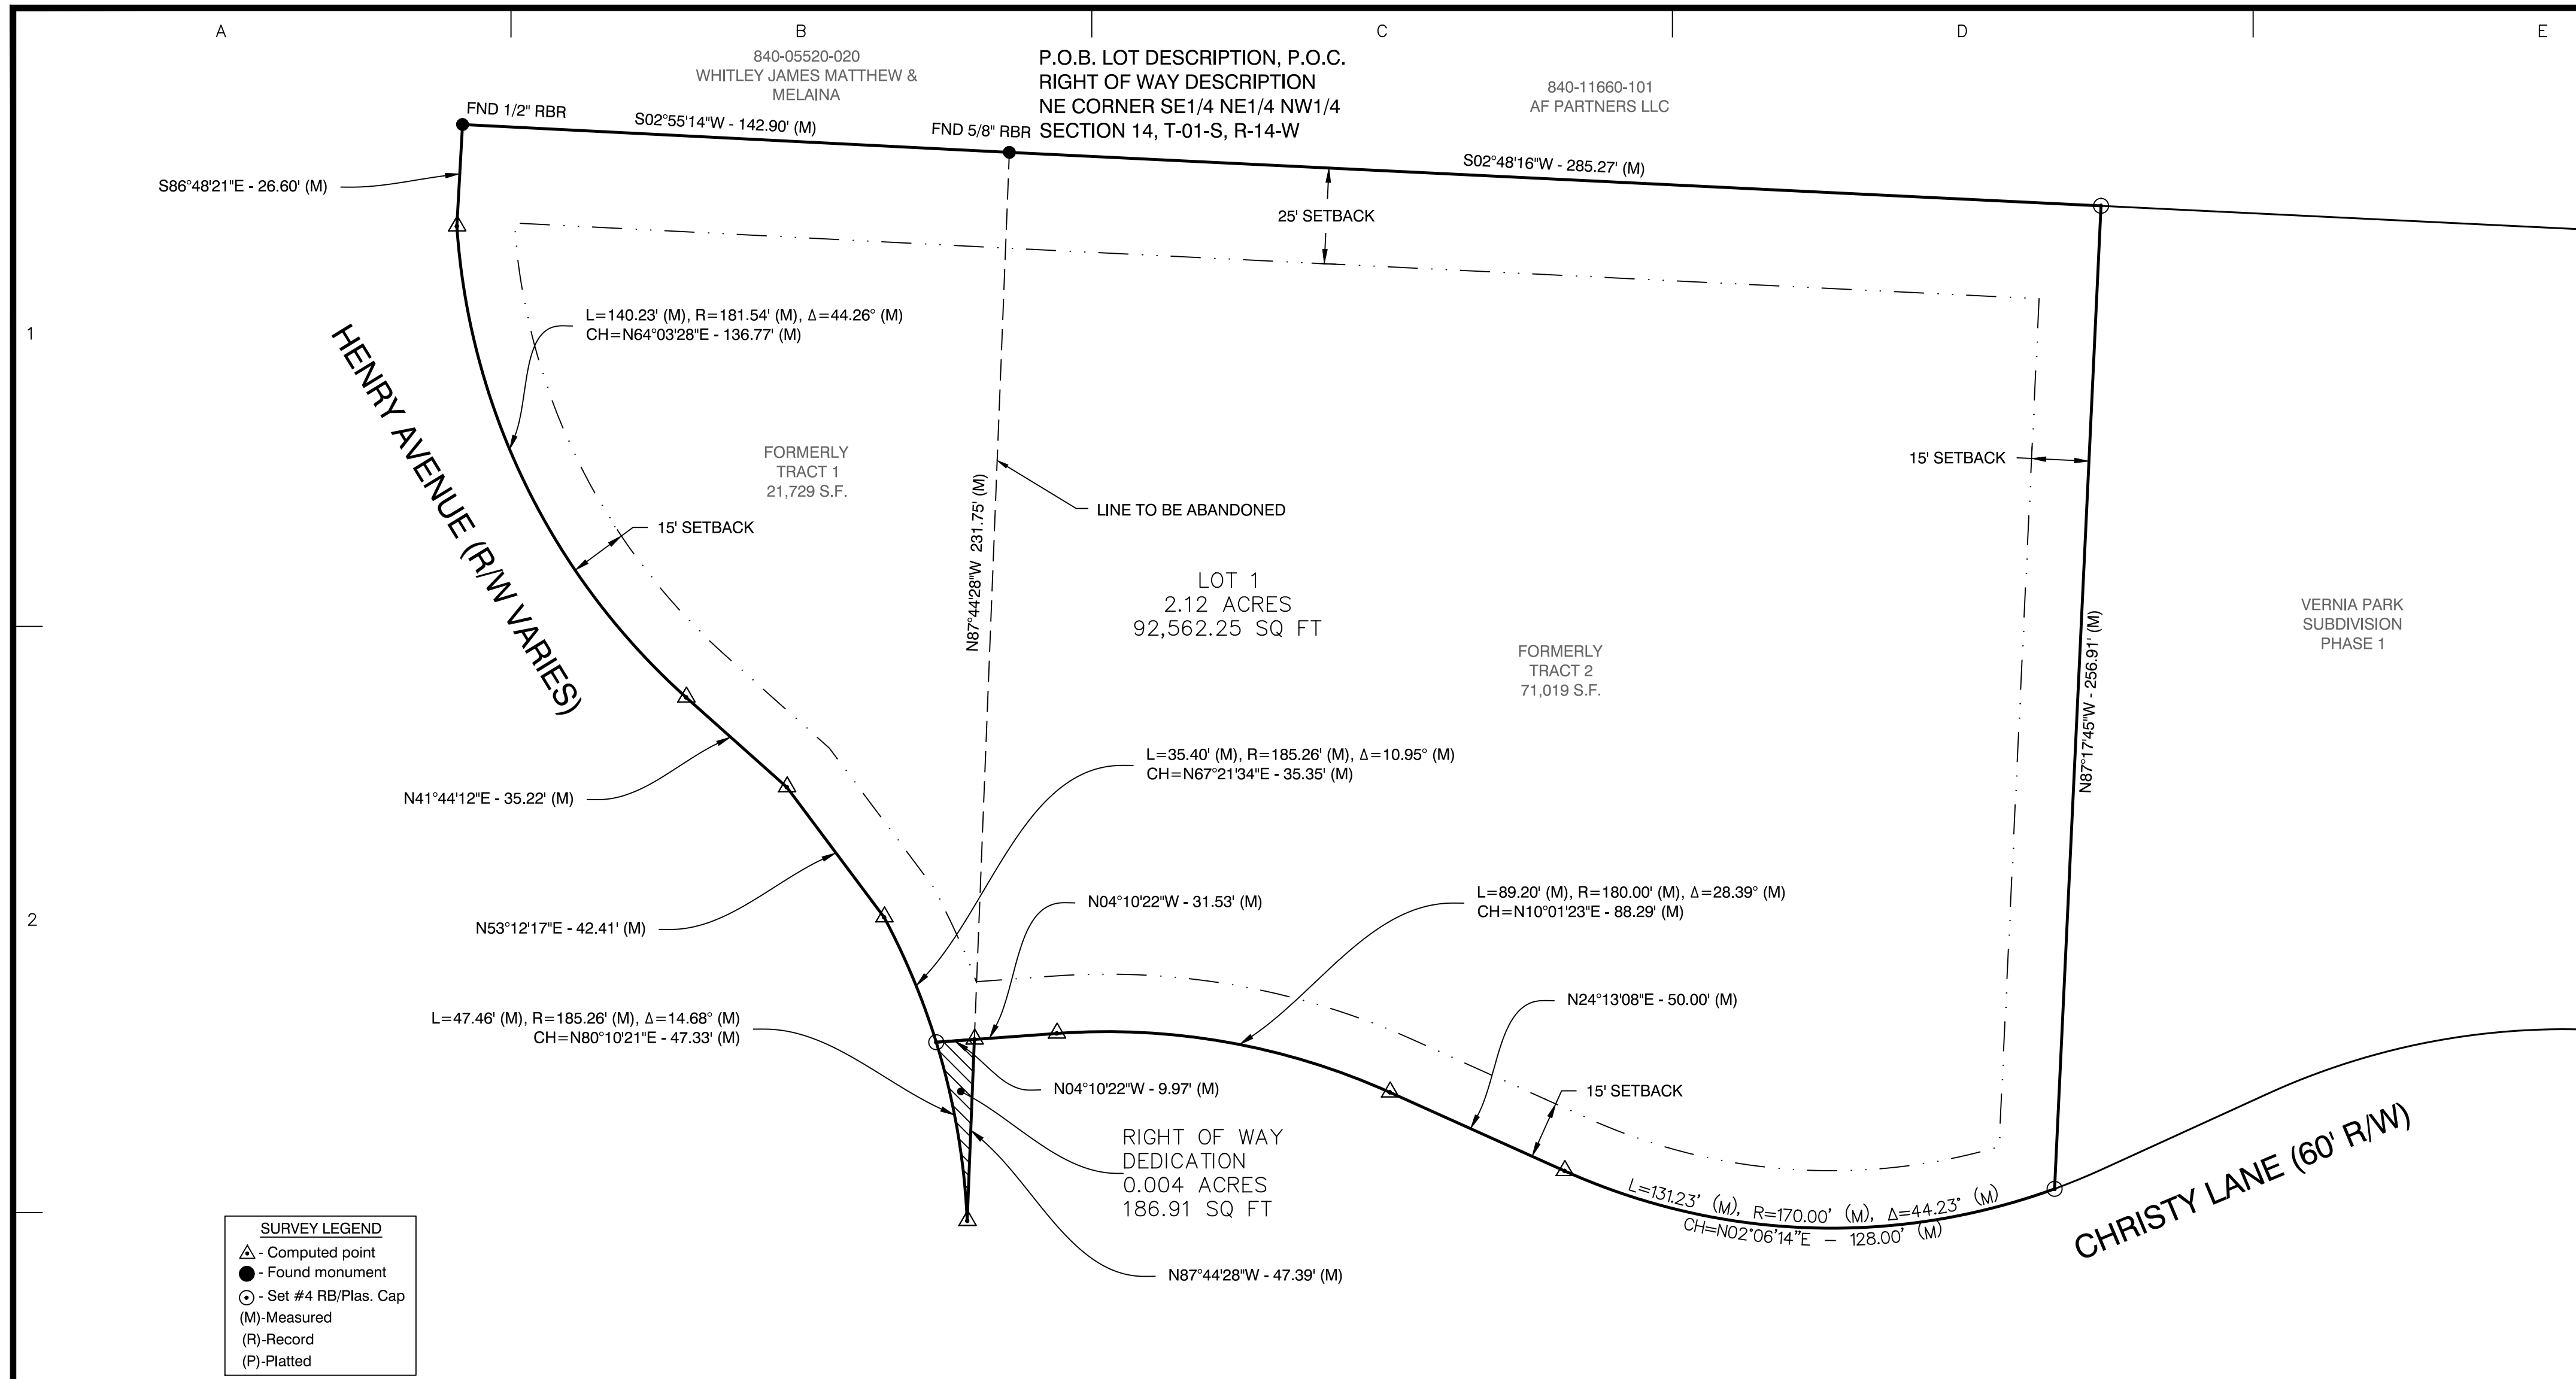 A
B
C
D
E
840-05520-020
WHITLEY JAMES MATTHEW &
MELAINA
P.O.B. LOT DESCRIPTION, P.O.C.
RIGHT OF WAY DESCRIPTION
NE CORNER SE1/4 NE1/4 NW1/4
SECTION 14, T-01-S, R-14-W
840-11660-101
AF PARTNERS LLC
FND 1/2" RBR
S02°55'14"W - 142.90' (M)
FND 5/8" RBR
S02°48'16"W - 285.27' (M)
S86°48'21"E - 26.60' (M)
25' SETBACK
1
L=140.23' (M), R=181.54' (M), Δ=44.26° (M)
CH=N64°03'28"E - 136.77' (M)
HENRY AVENUE (R/W VARIES)
FORMERLY
TRACT 1
21,729 S.F.
15' SETBACK
N87°44'28"W 231.75' (M)
LINE TO BE ABANDONED
15' SETBACK
LOT 1
2.12 ACRES
92,562.25 SQ FT
FORMERLY
TRACT 2
71,019 S.F.
N87°17'45"W - 256.91' (M)
VERNIA PARK
SUBDIVISION
PHASE 1
L=35.40' (M), R=185.26' (M), Δ=10.95° (M)
CH=N67°21'34"E - 35.35' (M)
N41°44'12"E - 35.22' (M)
2
N53°12'17"E - 42.41' (M)
N04°10'22"W - 31.53' (M)
L=89.20' (M), R=180.00' (M), Δ=28.39° (M)
CH=N10°01'23"E - 88.29' (M)
N24°13'08"E - 50.00' (M)
L=47.46' (M), R=185.26' (M), Δ=14.68° (M)
CH=N80°10'21"E - 47.33' (M)
N04°10'22"W - 9.97' (M)
15' SETBACK
RIGHT OF WAY
DEDICATION
0.004 ACRES
186.91 SQ FT
L=131.23' (M), R=170.00' (M), Δ=44.23° (M)
CH=N02°06'14"E - 128.00' (M)
CHRISTY LANE (60' R/W)
N87°44'28"W - 47.39' (M)
SURVEY LEGEND
- Computed point
- Found monument
- Set #4 RB/Plas. Cap
(M)-Measured
(R)-Record
(P)-Platted